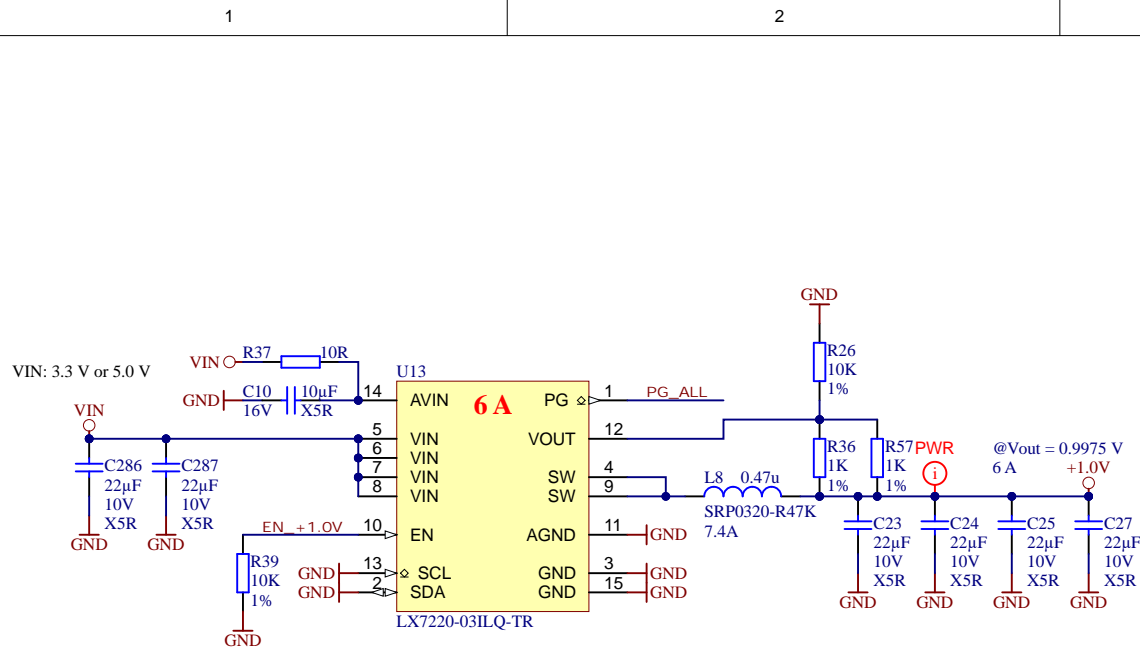 1
2
GND
VIN: 3.3 V or 5.0 V
VIN
R37
10R
GND
C10
16V
10µF
X5R
VIN
C286
22µF
10V
X5R
GND
C287
22µF
10V
X5R
GND
EN_+1.0V
R39
10K
1%
GND
GND
GND
U13
6 A
14
AVIN
5
VIN
6
VIN
7
VIN
8
VIN
10
EN
13
SCL
2
SDA
PG
1
PG_ALL
VOUT
12
SW
4
SW
9
AGND
11
GND
GND
3
GND
GND
15
GND
LX7220-03ILQ-TR
R26
10K
1%
R36
1K
1%
R57
1K
1%
L8
0.47u
SRP0320-R47K
7.4A
PWR
i
@Vout = 0.9975 V
6 A
+1.0V
C23
22µF
10V
X5R
GND
C24
22µF
10V
X5R
GND
C25
22µF
10V
X5R
GND
C27
22µF
10V
X5R
GND